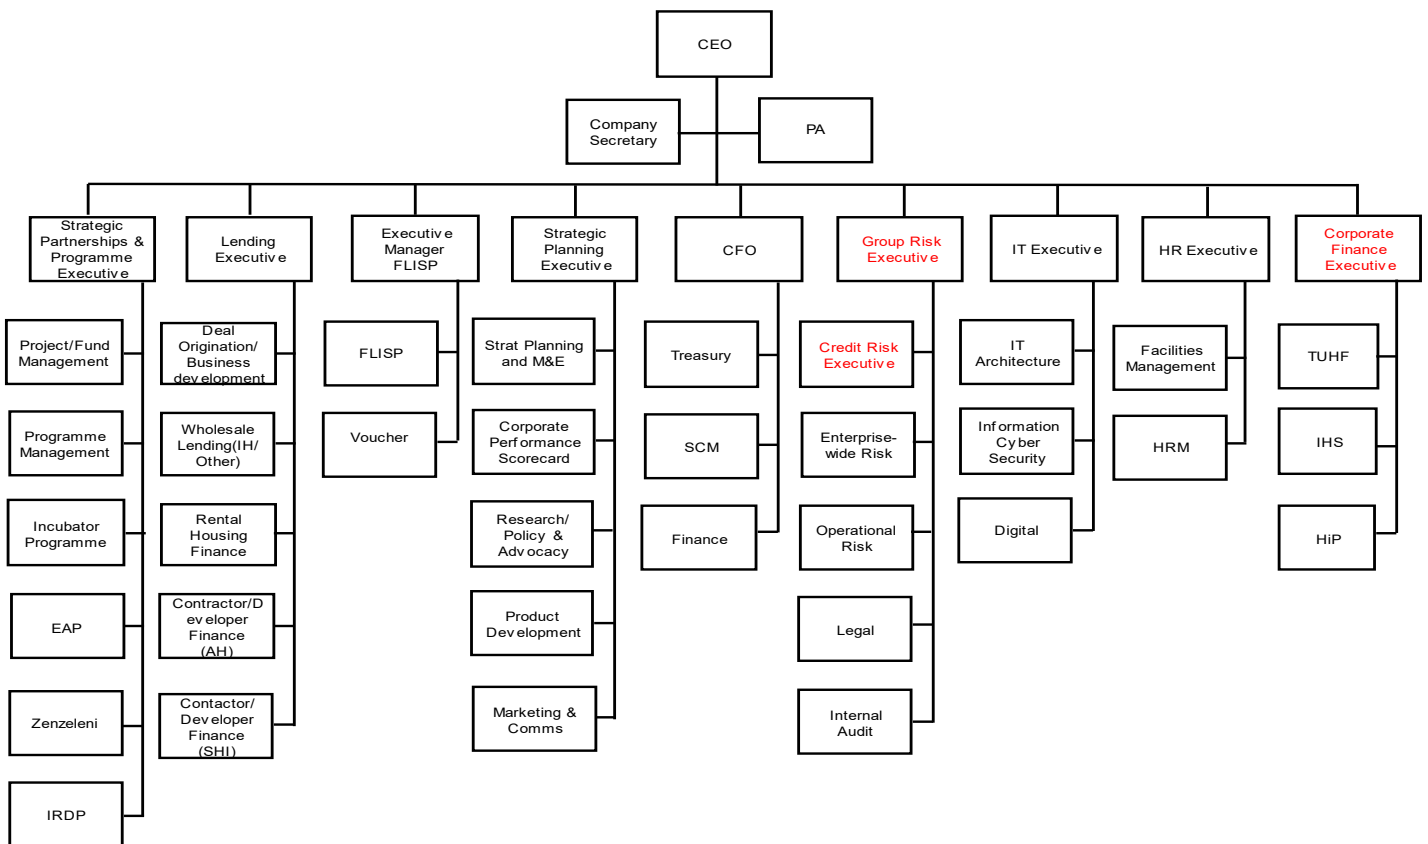 CEO
Company
Secretary
PA
Strategic
Partnerships &
Programme
Executive
Lending
Executive
Executive
Manager
FLISP
Strategic
Planning
Executive
CFO
Group Risk
Executive
IT Executive
HR Executive
Corporate
Finance
Executive
Project/Fund
Management
Programme
Management
Incubator
Programme
EAP
Zenzeleni
IRDP
Deal
Origination/
Business
development
Wholesale
Lending(IH/
Other)
Rental
Housing
Finance
Contractor/D
eveloper
Finance
(AH)
Contactor/
Developer
Finance
(SHI)
FLISP
Voucher
Strat Planning
and M&E
Corporate
Performance
Scorecard
Research/
Policy &
Advocacy
Product
Development
Marketing &
Comms
Treasury
SCM
Finance
Credit Risk
Executive
Enterprise-
wide Risk
Operational
Risk
Legal
Internal
Audit
IT
Architecture
Information
Cyber
Security
Digital
Facilities
Management
HRM
TUHF
IHS
HiP